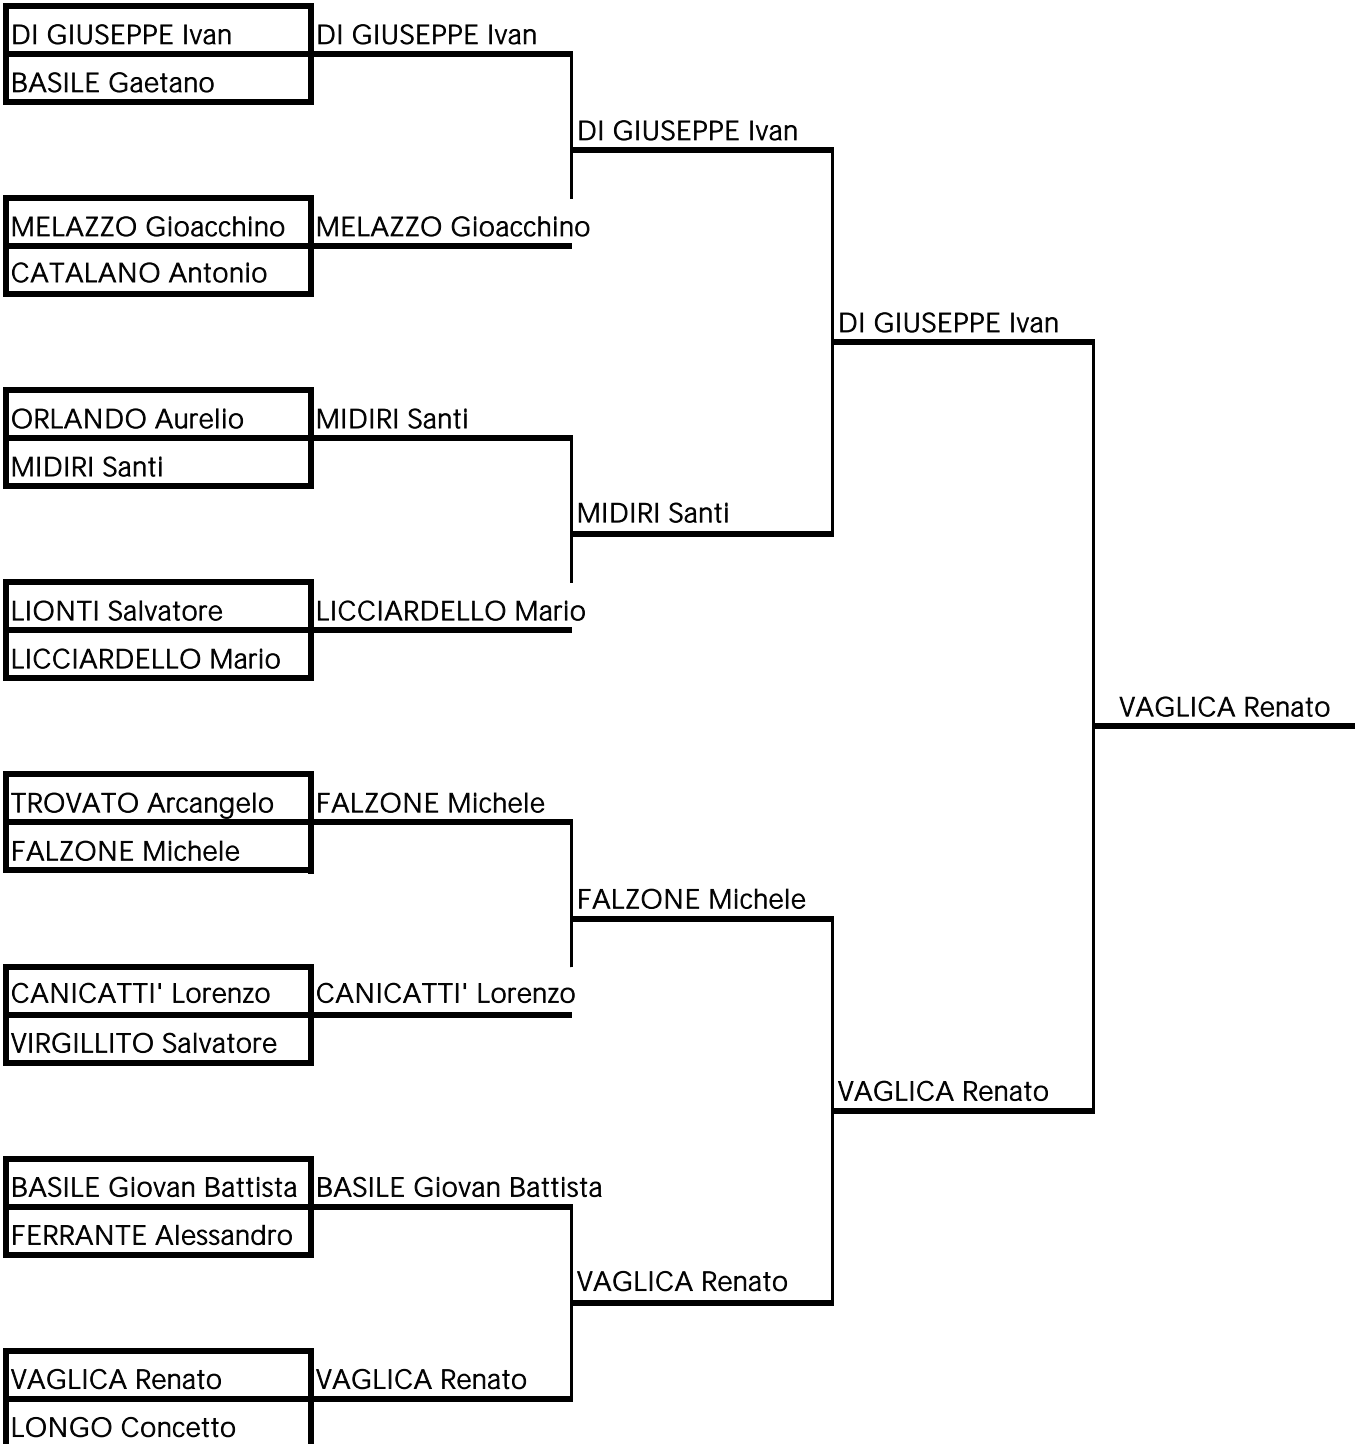 DI GIUSEPPE Ivan
DI GIUSEPPE Ivan
BASILE Gaetano
DI GIUSEPPE Ivan
MELAZZO Gioacchino
MELAZZO Gioacchino
CATALANO Antonio
DI GIUSEPPE Ivan
ORLANDO Aurelio
MIDIRI Santi
MIDIRI Santi
MIDIRI Santi
LIONTI Salvatore
LICCIARDELLO Mario
LICCIARDELLO Mario
VAGLICA Renato
TROVATO Arcangelo
FALZONE Michele
FALZONE Michele
FALZONE Michele
CANICATTI' Lorenzo
CANICATTI' Lorenzo
VIRGILLITO Salvatore
VAGLICA Renato
BASILE Giovan Battista
BASILE Giovan Battista
FERRANTE Alessandro
VAGLICA Renato
VAGLICA Renato
VAGLICA Renato
LONGO Concetto